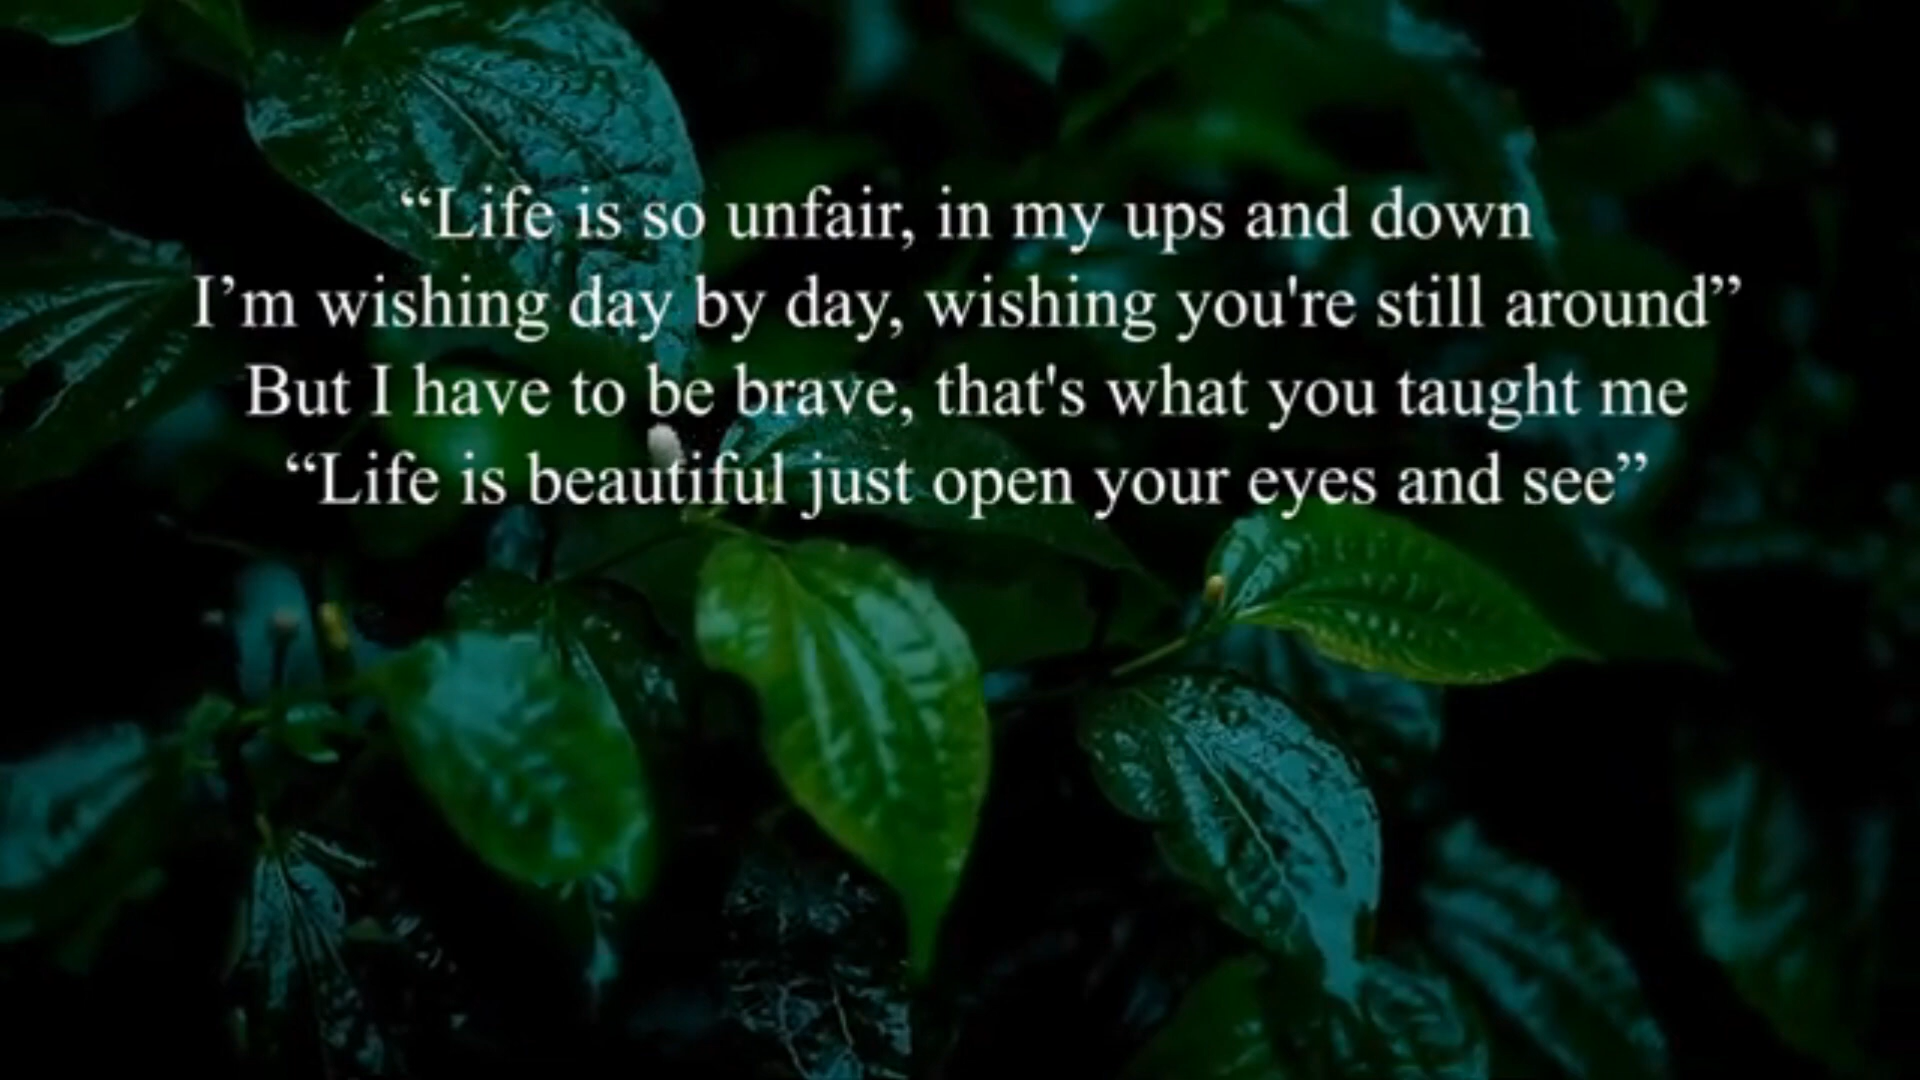 “Life is so unfair, in my ups and down
I’m wishing day by day, wishing you're still around”
But I have to be brave, that's what you taught me
“Life is beautiful just open your eyes and see”